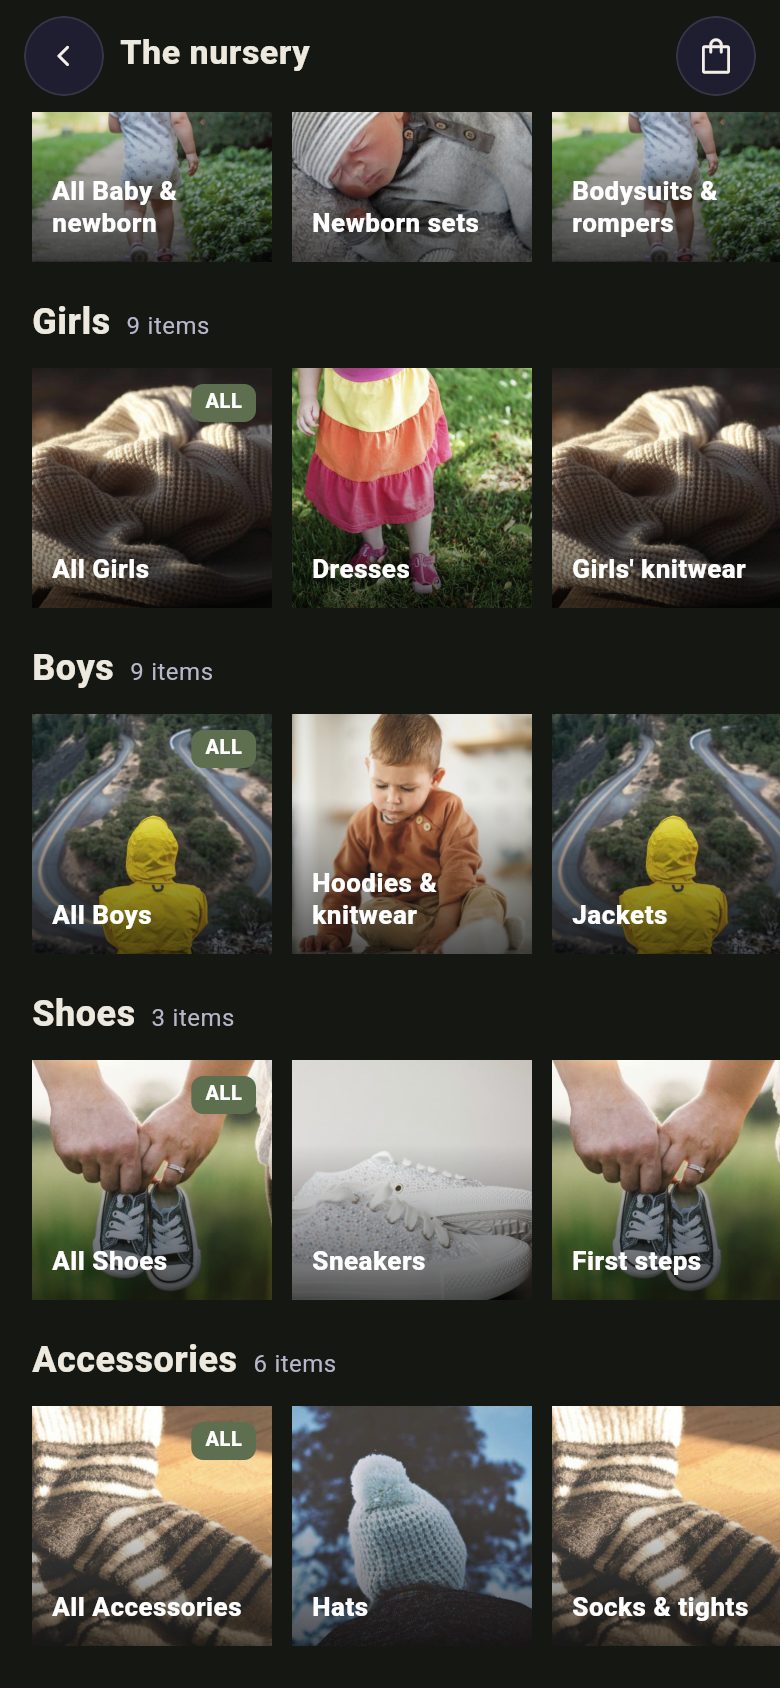 The nursery
All Baby &
newborn
Newborn sets
Bodysuits &
rompers
Girls 9 items
ALL
All Girls
Dresses
Girls' knitwear
Boys 9 items
ALL
All Boys
Hoodies &
knitwear
Jackets
Shoes 3 items
ALL
All Shoes
Sneakers
First steps
Accessories 6 items
ALL
All Accessories
Hats
Socks & tights